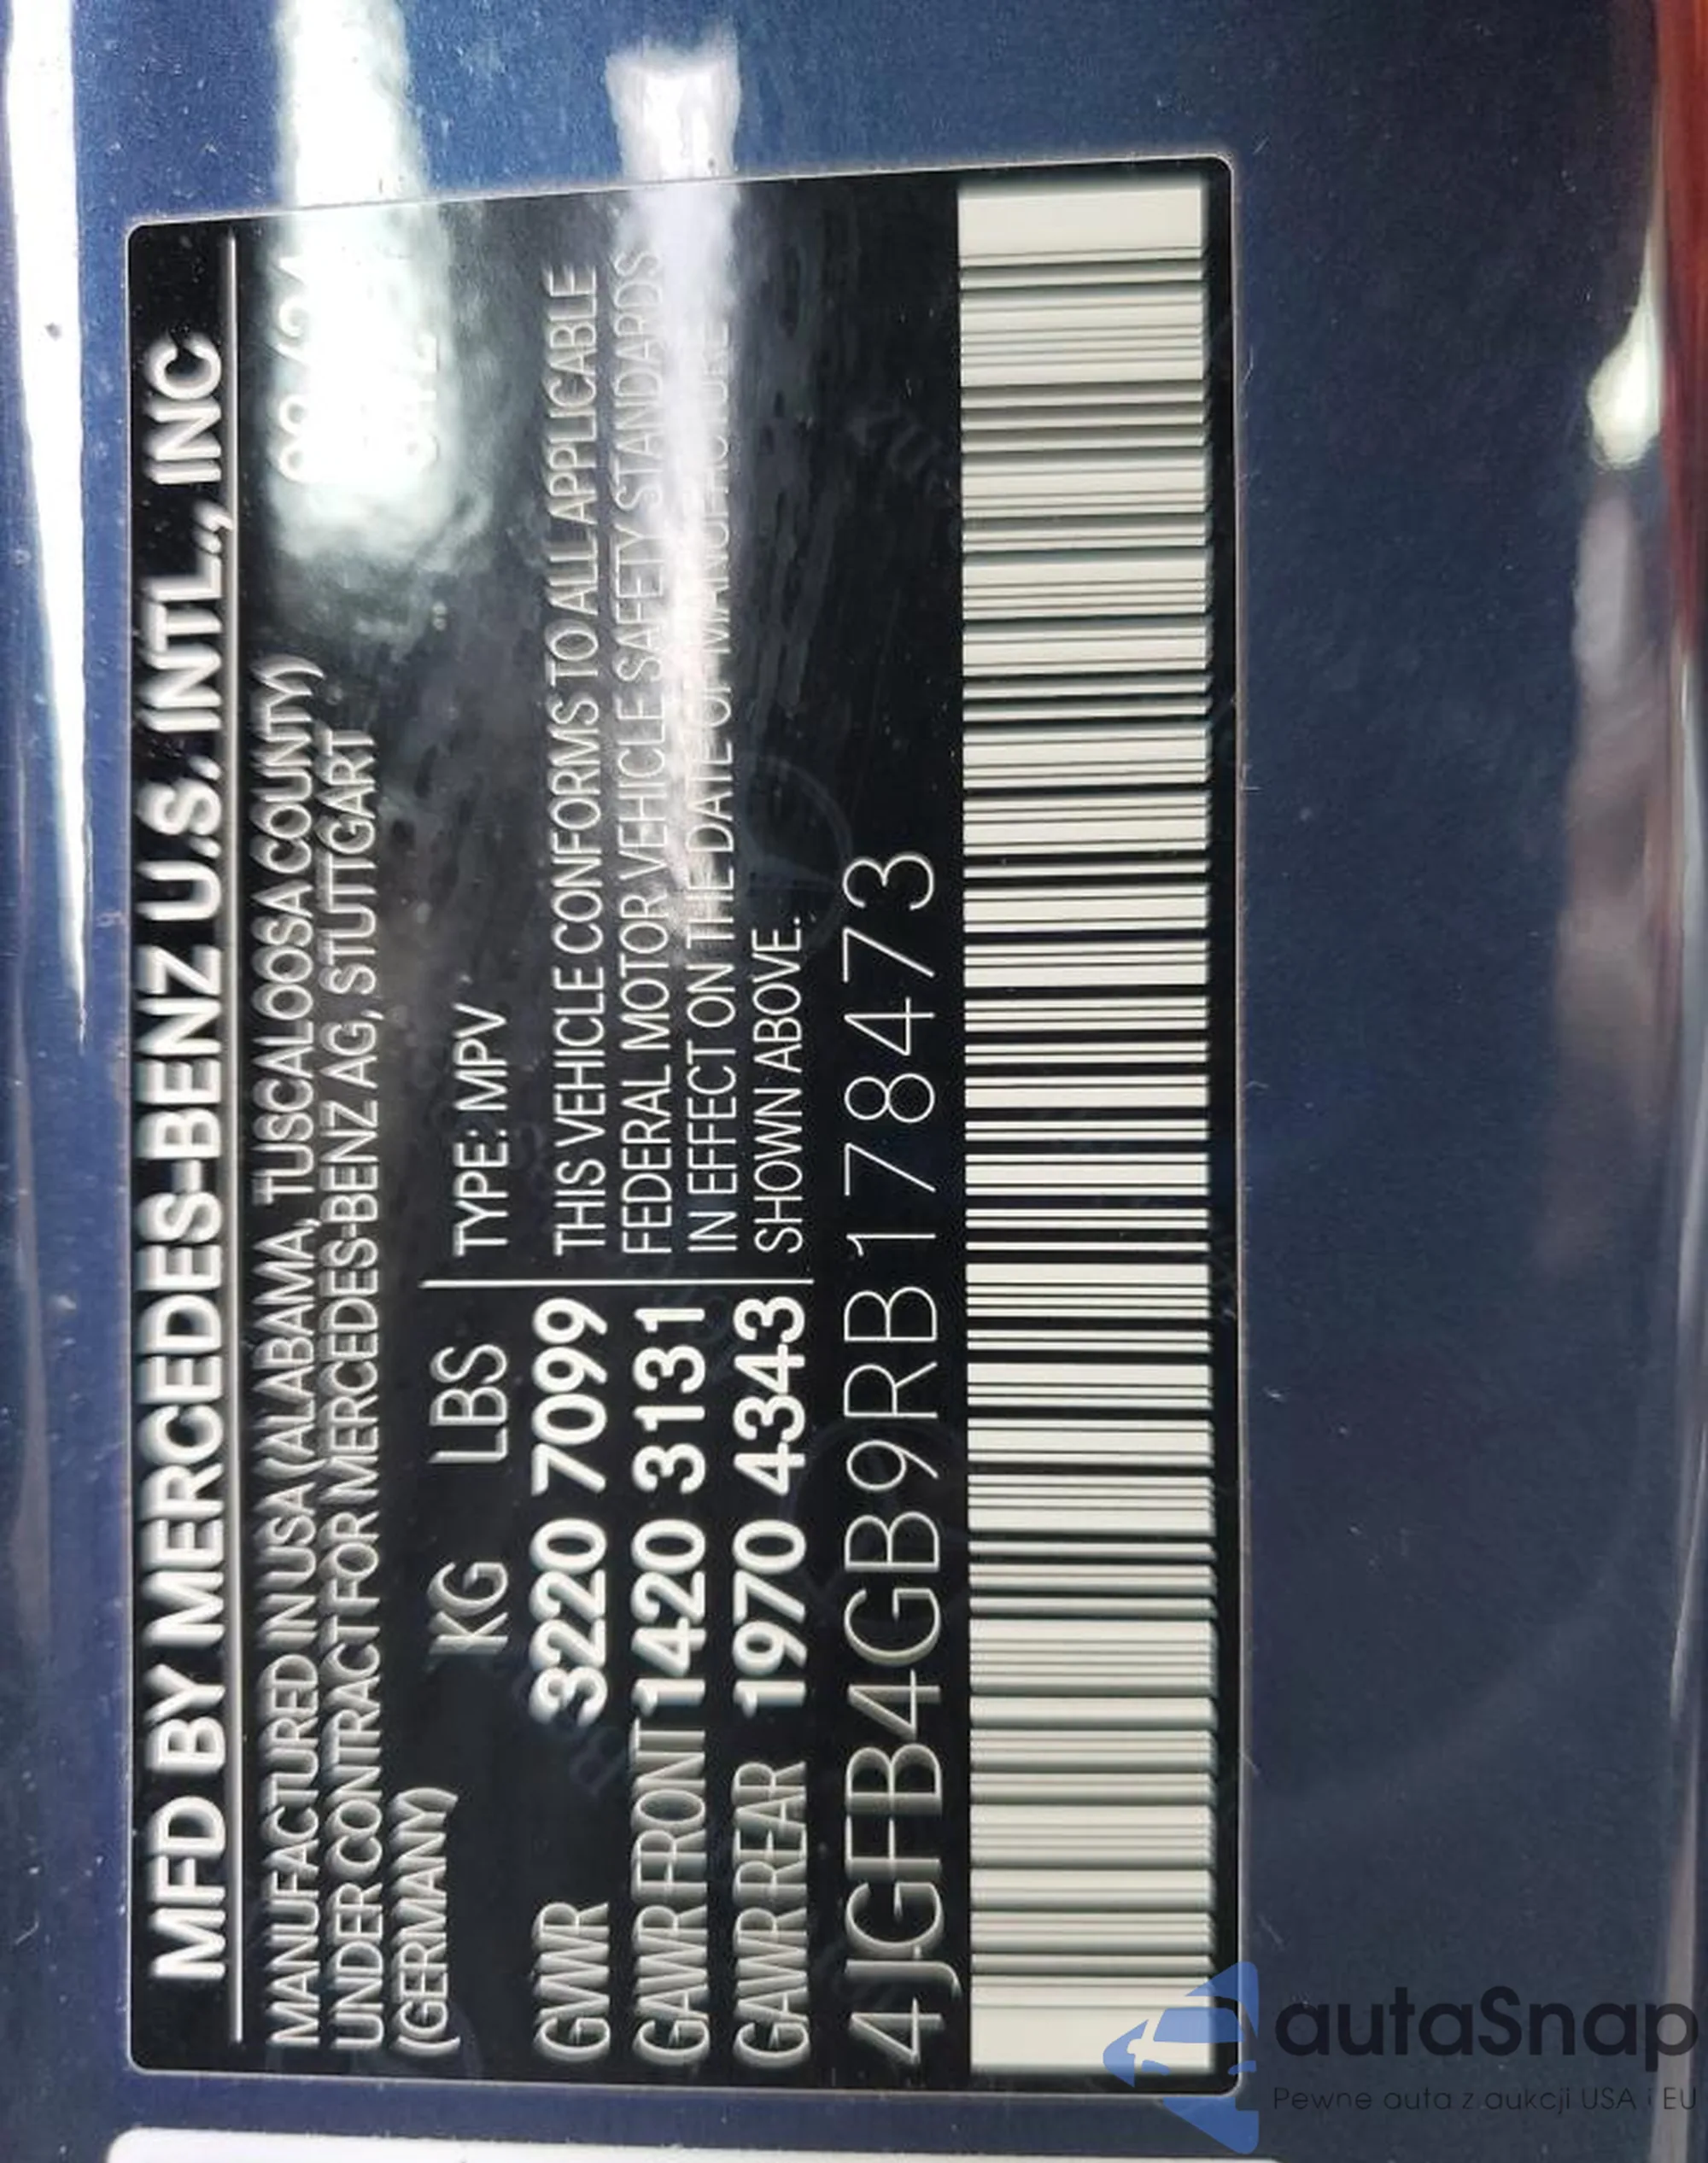 MFD BY MERCEDES-BENZ U.S. INTL., INC
MANUFACTURED IN USA (ALABAMA, TUSCALOOSA COUNTY)
UNDER CONTRACT FOR MERCEDES-BENZ AG, STUTTGART
(GERMANY)
KG LBS
TYPE: MPV
GVWR 3220 7099
GAWR FRONT 1420 3131
GAWR REAR 1970 4343
THIS VEHICLE CONFORMS TO ALL APPLICABLE
FEDERAL MOTOR VEHICLE SAFETY STANDARDS
IN EFFECT ON THE DATE OF MANUFACTURE
SHOWN ABOVE.
4JGFB4GB9RB178473
autaSnap
Pewne auta z aukcji USA i EU